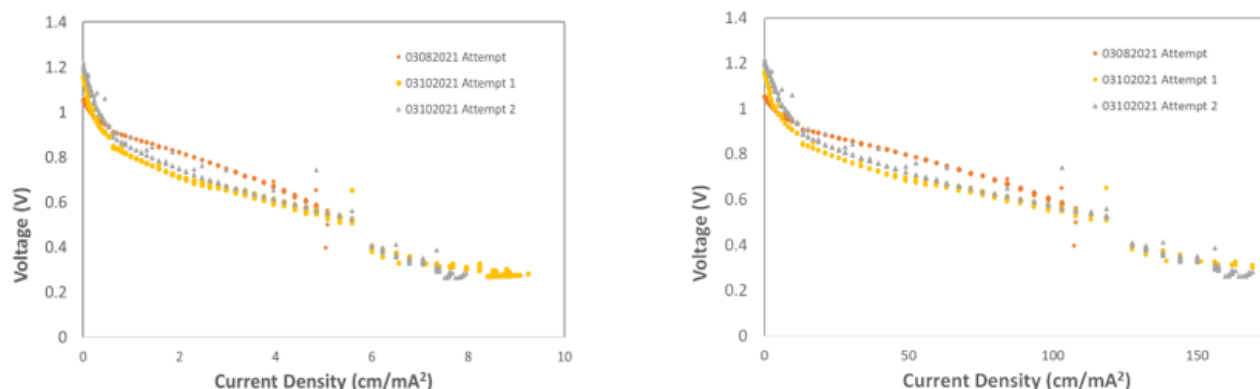 1.4
1.2
1
0.8
0.6
0.4
0.2
0
Voltage (V)
03082021 Attempt
03102021 Attempt 1
03102021 Attempt 2
0 2 4 6 8 10
Current Density (cm/mA²)
1.4
1.2
1
0.8
0.6
0.4
0.2
0
Voltage (V)
03082021 Attempt
03102021 Attempt 1
03102021 Attempt 2
0 50 100 150
Current Density (cm/mA²)